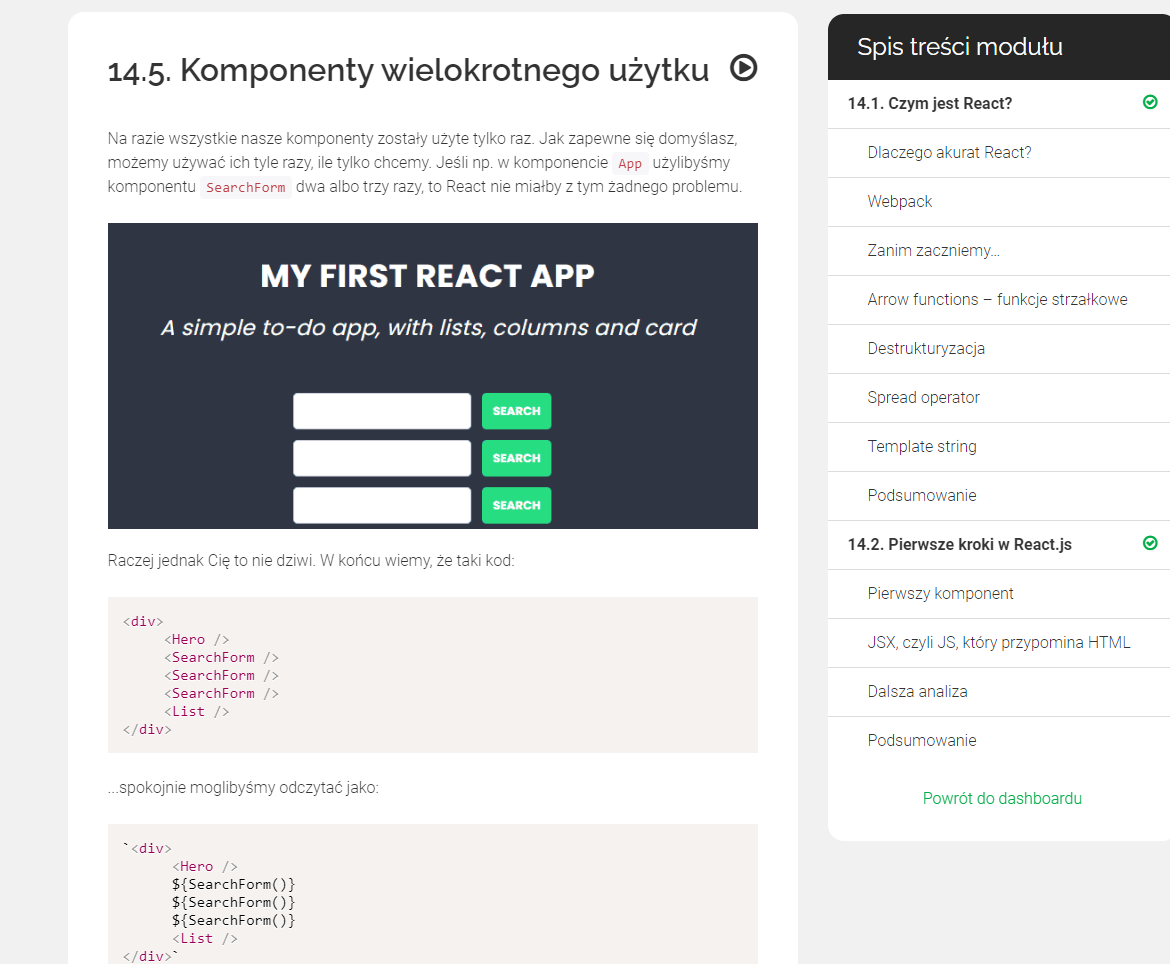 14.5. Komponenty wielokrotnego użytku
Na razie wszystkie nasze komponenty zostały użyte tylko raz. Jak zapewne się domyślasz,
możemy używać ich tyle razy, ile tylko chcemy. Jeśli np. w komponencie App użylibyśmy
komponentu SearchForm dwa albo trzy razy, to React nie miałby z tym żadnego problemu.
MY FIRST REACT APP
A simple to-do app, with lists, columns and card
SEARCH
SEARCH
SEARCH
Raczej jednak Cię to nie dziwi. W końcu wiemy, że taki kod:
<div>
<Hero />
<SearchForm />
<SearchForm />
<SearchForm />
<List />
</div>
...spokojnie moglibyśmy odczytać jako:
`<div>
<Hero />
${SearchForm()}
${SearchForm()}
${SearchForm()}
<List />
</div>`
Spis treści modułu
14.1. Czym jest React?
Dlaczego akurat React?
Webpack
Zanim zaczniemy...
Arrow functions – funkcje strzałkowe
Destrukturyzacja
Spread operator
Template string
Podsumowanie
14.2. Pierwsze kroki w React.js
Pierwszy komponent
JSX, czyli JS, który przypomina HTML
Dalsza analiza
Podsumowanie
Powrót do dashboardu